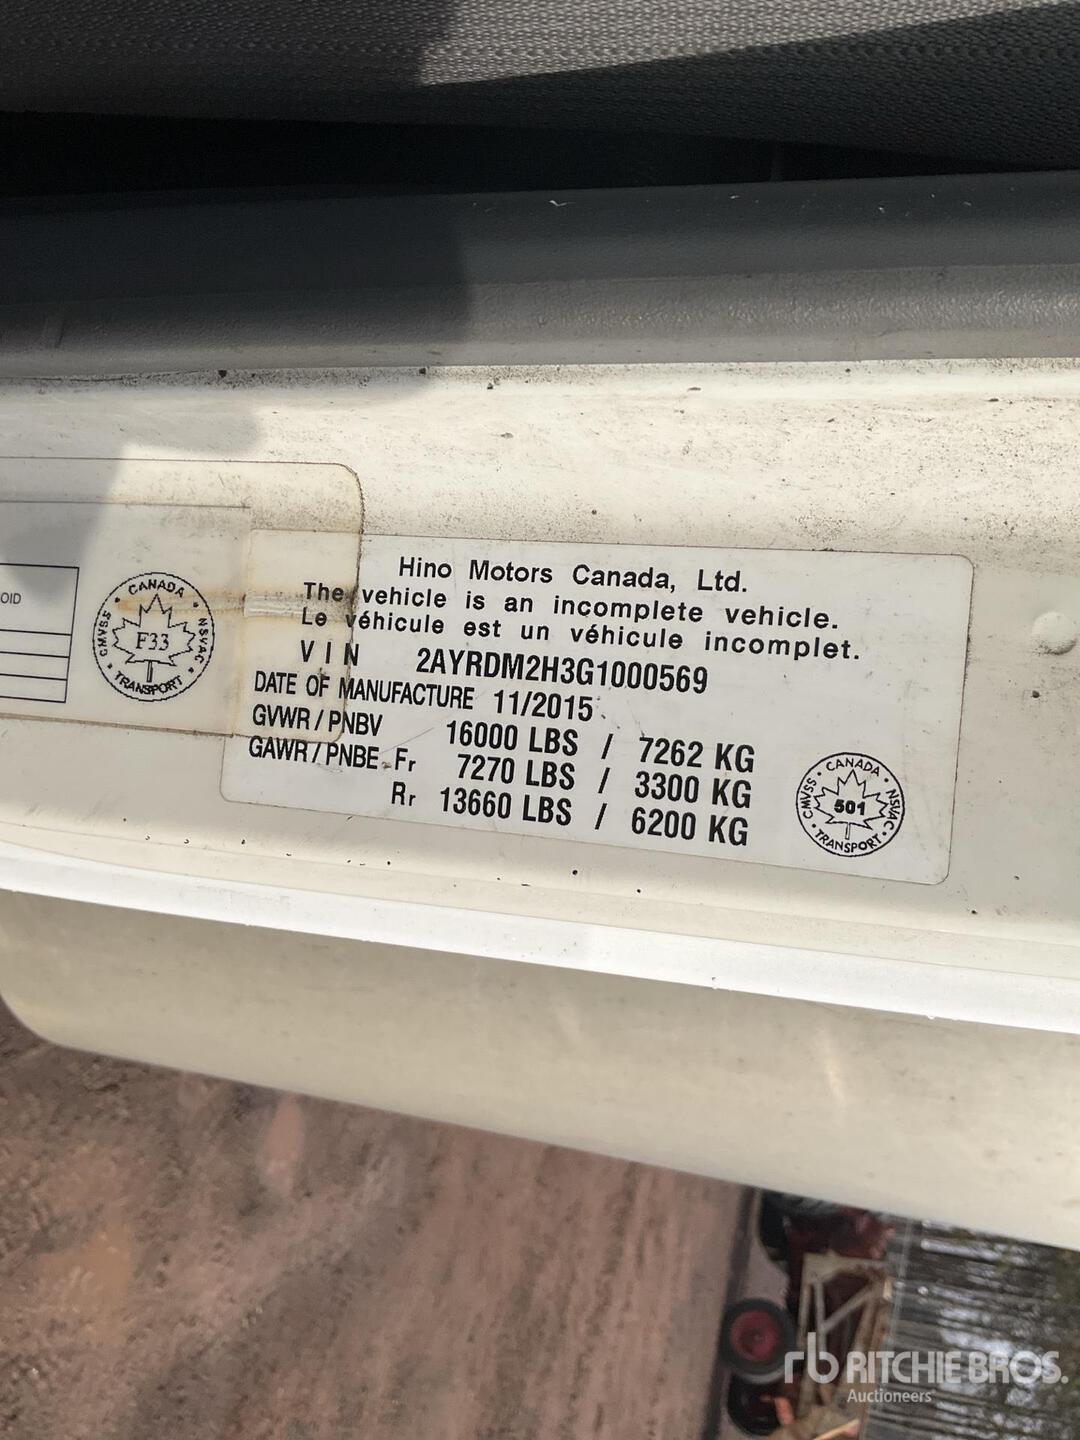 OID
CANADA
CMVSS
NSVAC
F33
TRANSPORT
Hino Motors Canada, Ltd.
The vehicle is an incomplete vehicle.
Le véhicule est un véhicule incomplet.
VIN 2AYRDM2H3G1000569
DATE OF MANUFACTURE 11/2015
GVWR / PNBV 16000 LBS / 7262 KG
GAWR / PNBE Fr 7270 LBS / 3300 KG
Rr 13660 LBS / 6200 KG
CANADA
CMVSS
NSVAC
501
TRANSPORT
rb RITCHIE BROS.
Auctioneers